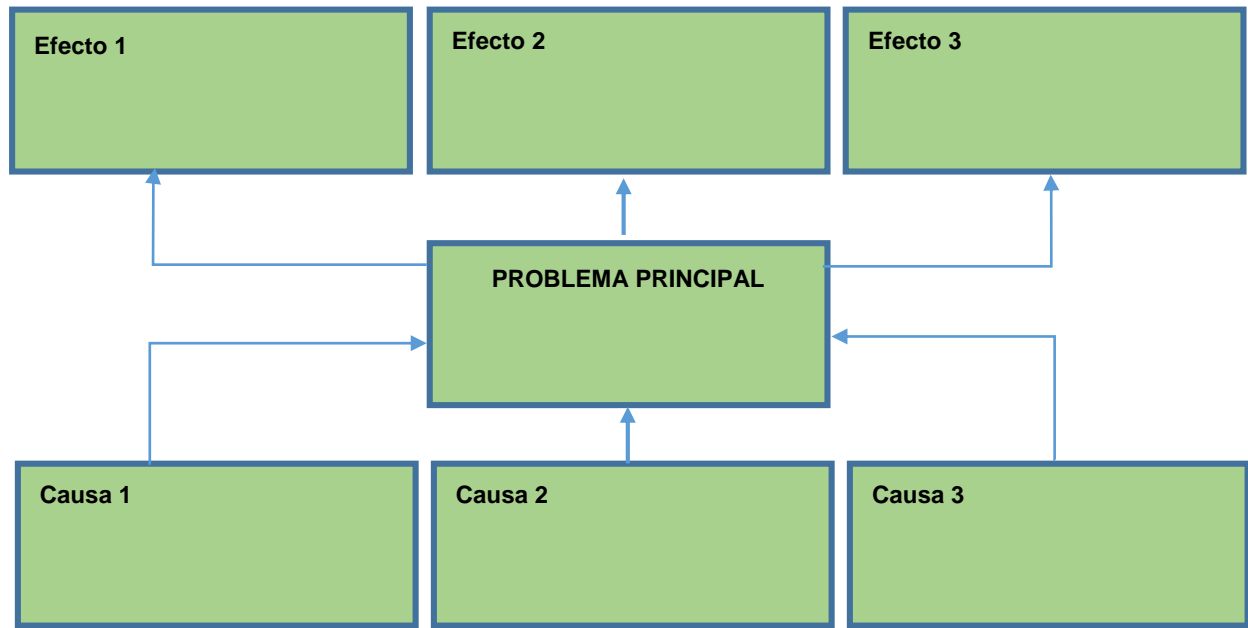 Efecto 1
Efecto 2
Efecto 3
PROBLEMA PRINCIPAL
Causa 1
Causa 2
Causa 3